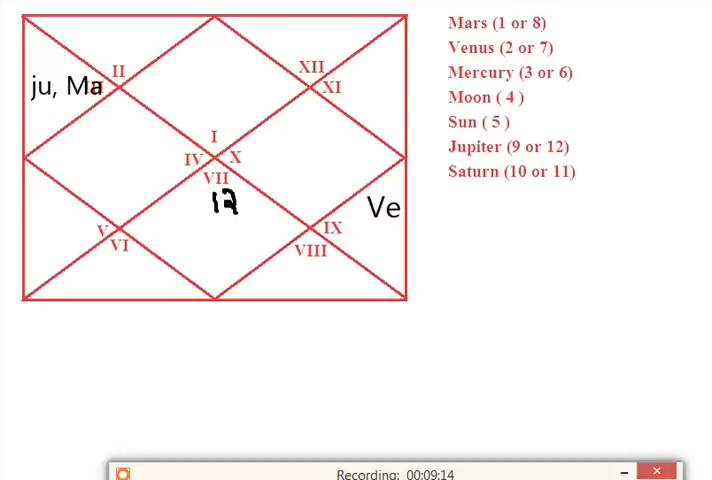 Mars (1 or 8)
Venus (2 or 7)
Mercury (3 or 6)
Moon ( 4 )
Sun ( 5 )
Jupiter (9 or 12)
Saturn (10 or 11)
II
XII
ju, Ma
XI
I
IV
X
VII
12
Ve
V
IX
VI
VIII
Recording: 00:09:14